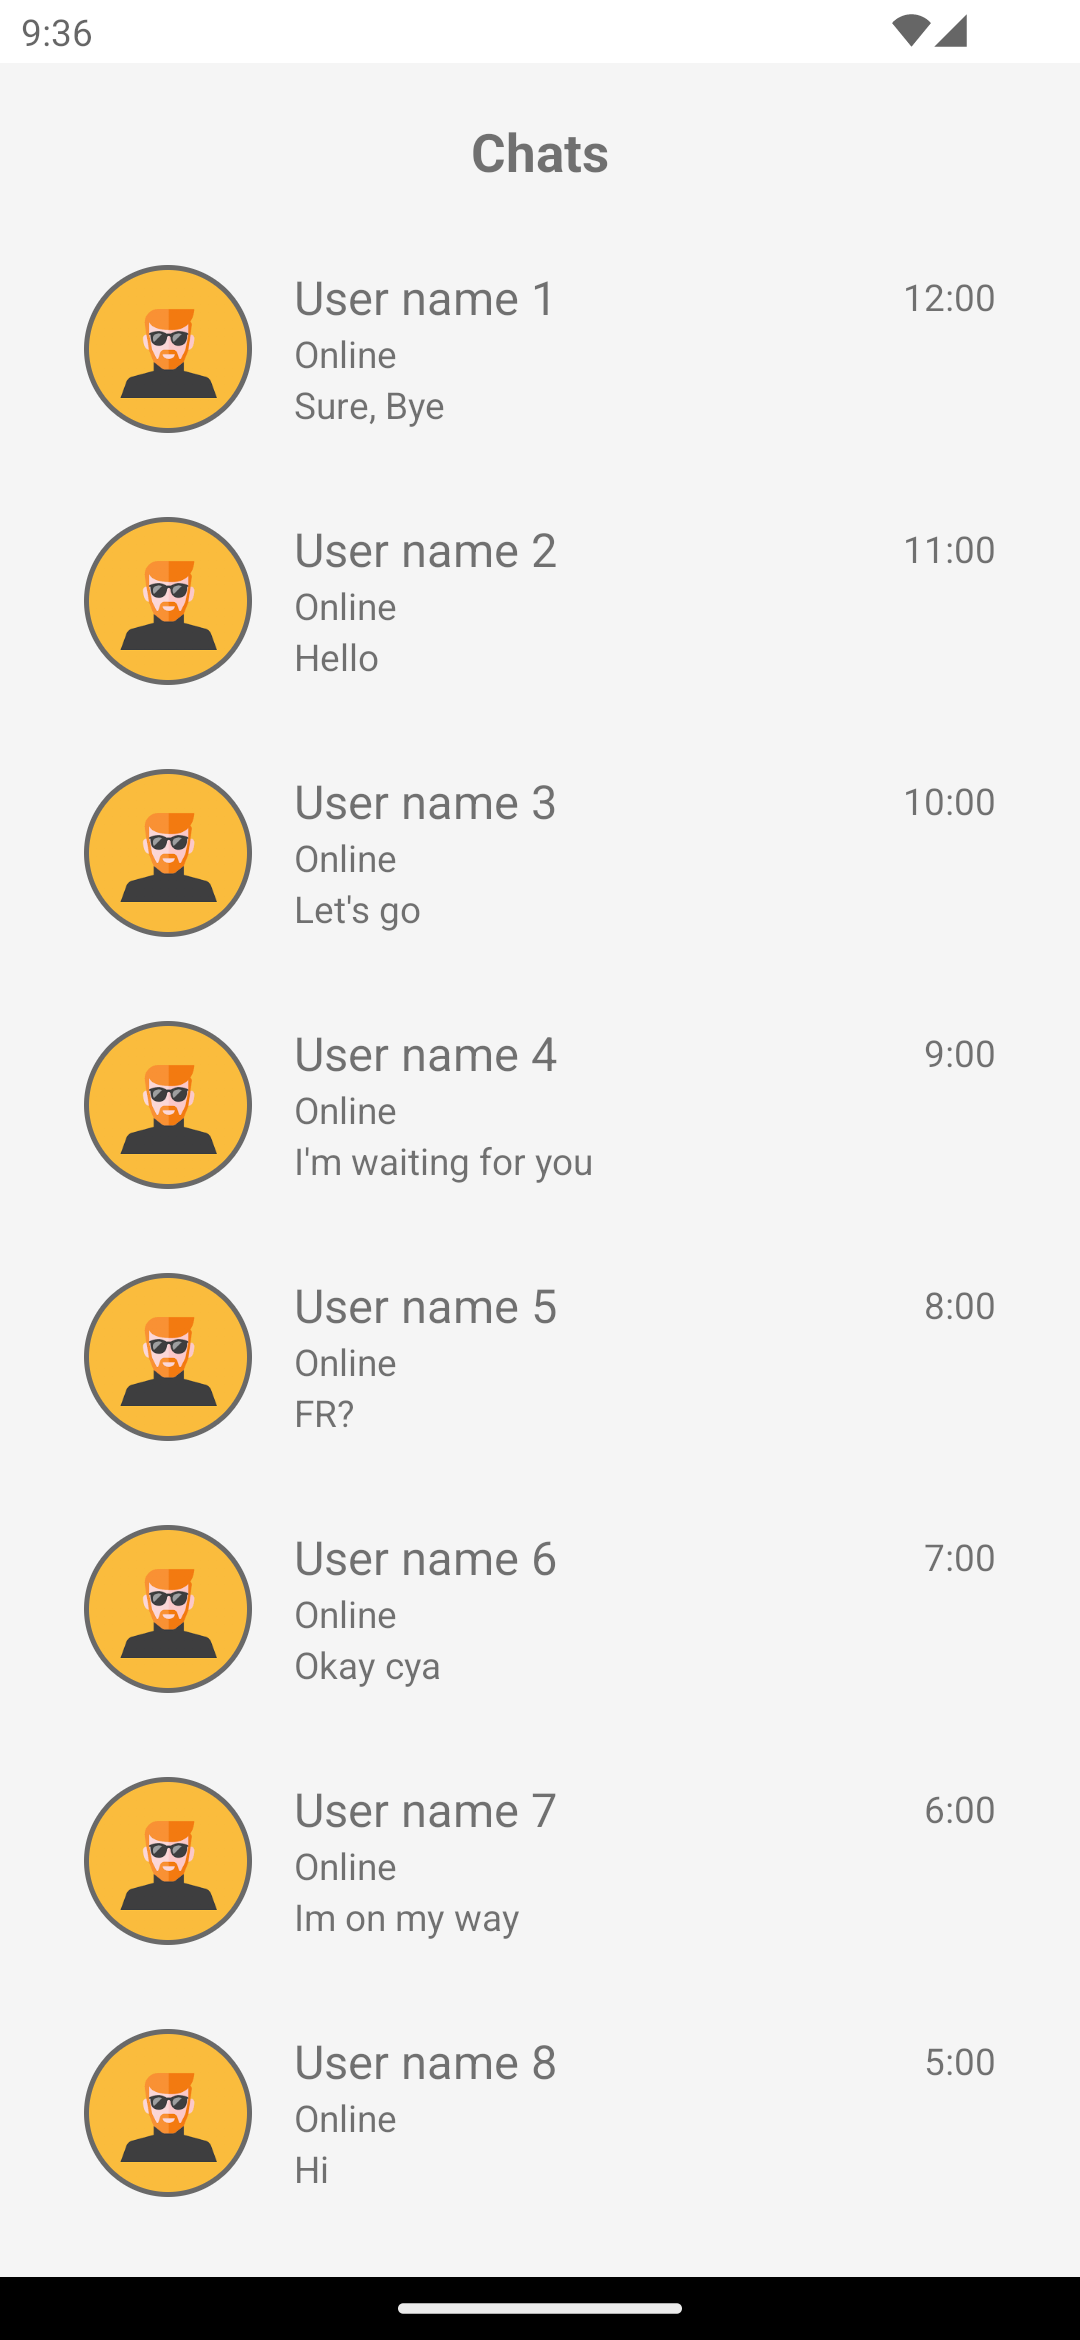 9:36
Chats
User name 1
12:00
Online
Sure, Bye
User name 2
11:00
Online
Hello
User name 3
10:00
Online
Let's go
User name 4
9:00
Online
I'm waiting for you
User name 5
8:00
Online
FR?
User name 6
7:00
Online
Okay cya
User name 7
6:00
Online
Im on my way
User name 8
5:00
Online
Hi